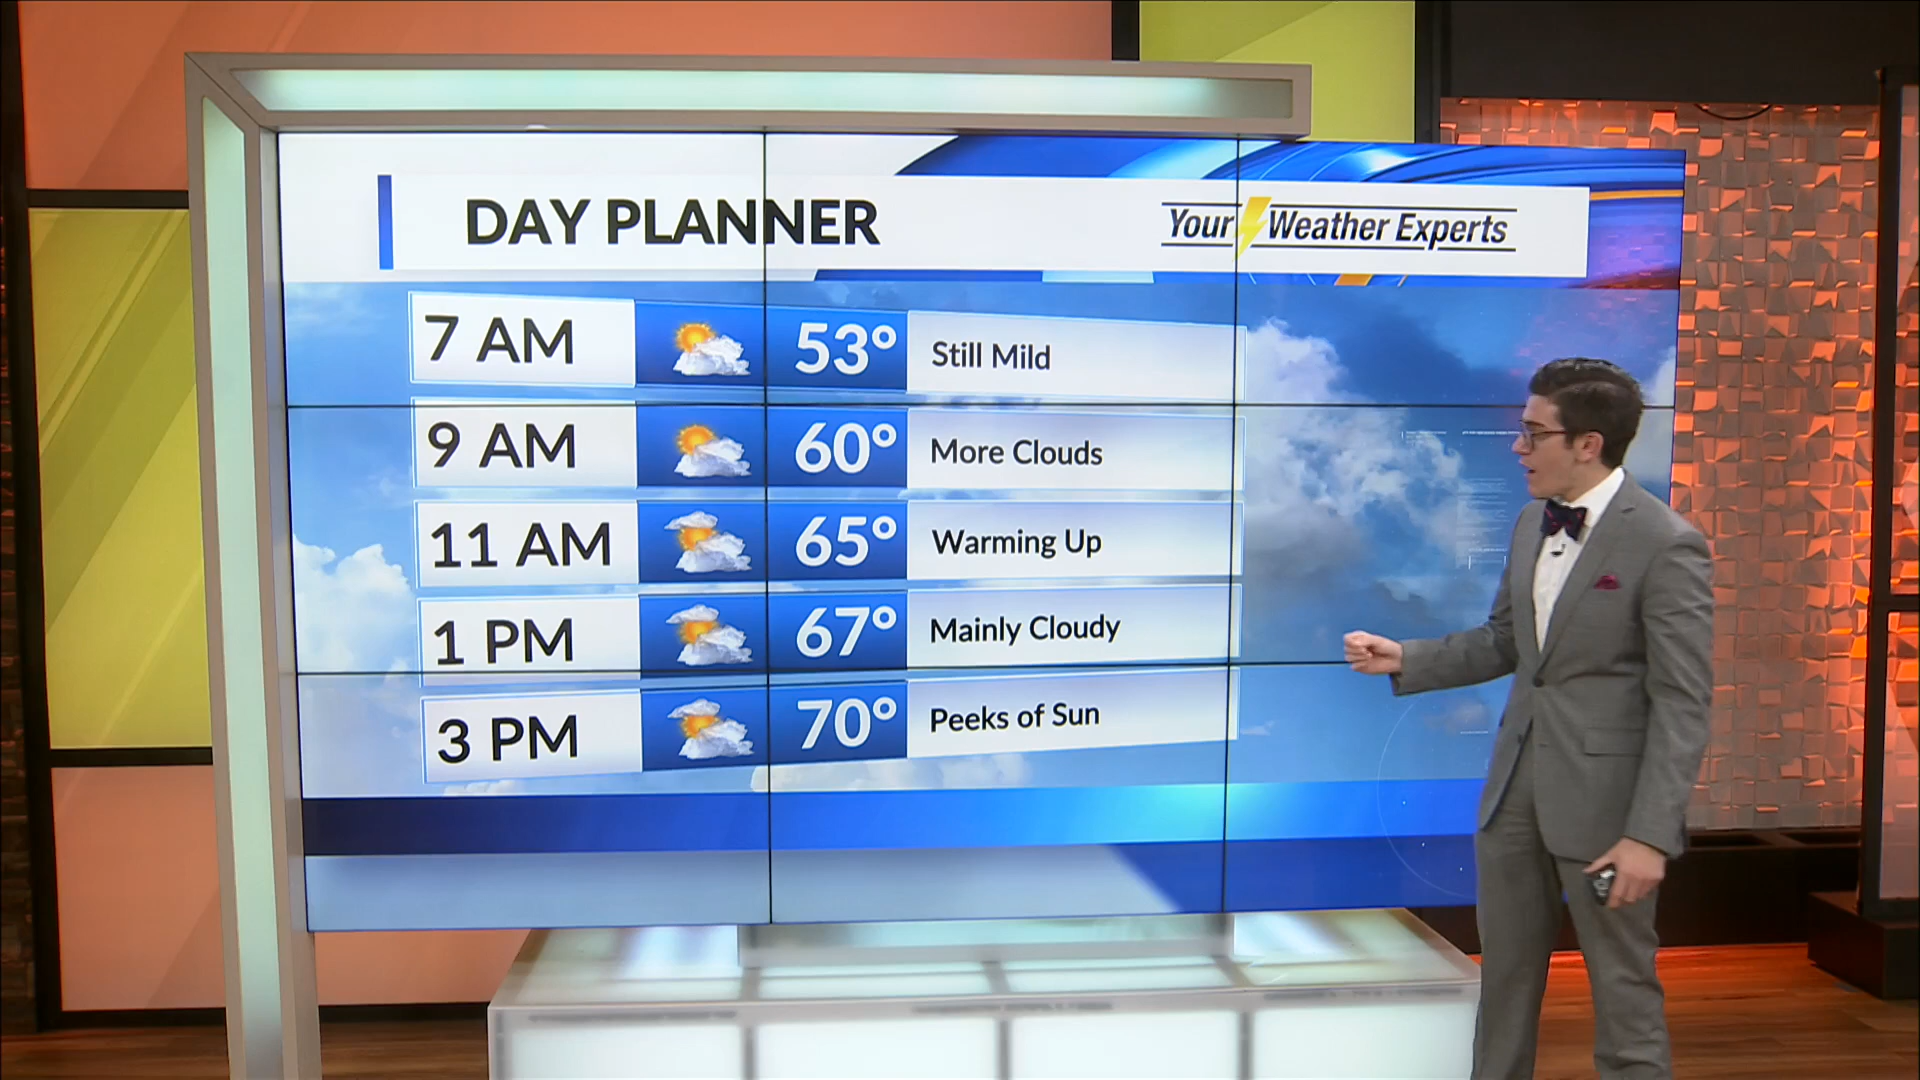 DAY PLANNER
Your Weather Experts
7 AM 53° Still Mild
9 AM 60° More Clouds
11 AM 65° Warming Up
1 PM 67° Mainly Cloudy
3 PM 70° Peeks of Sun